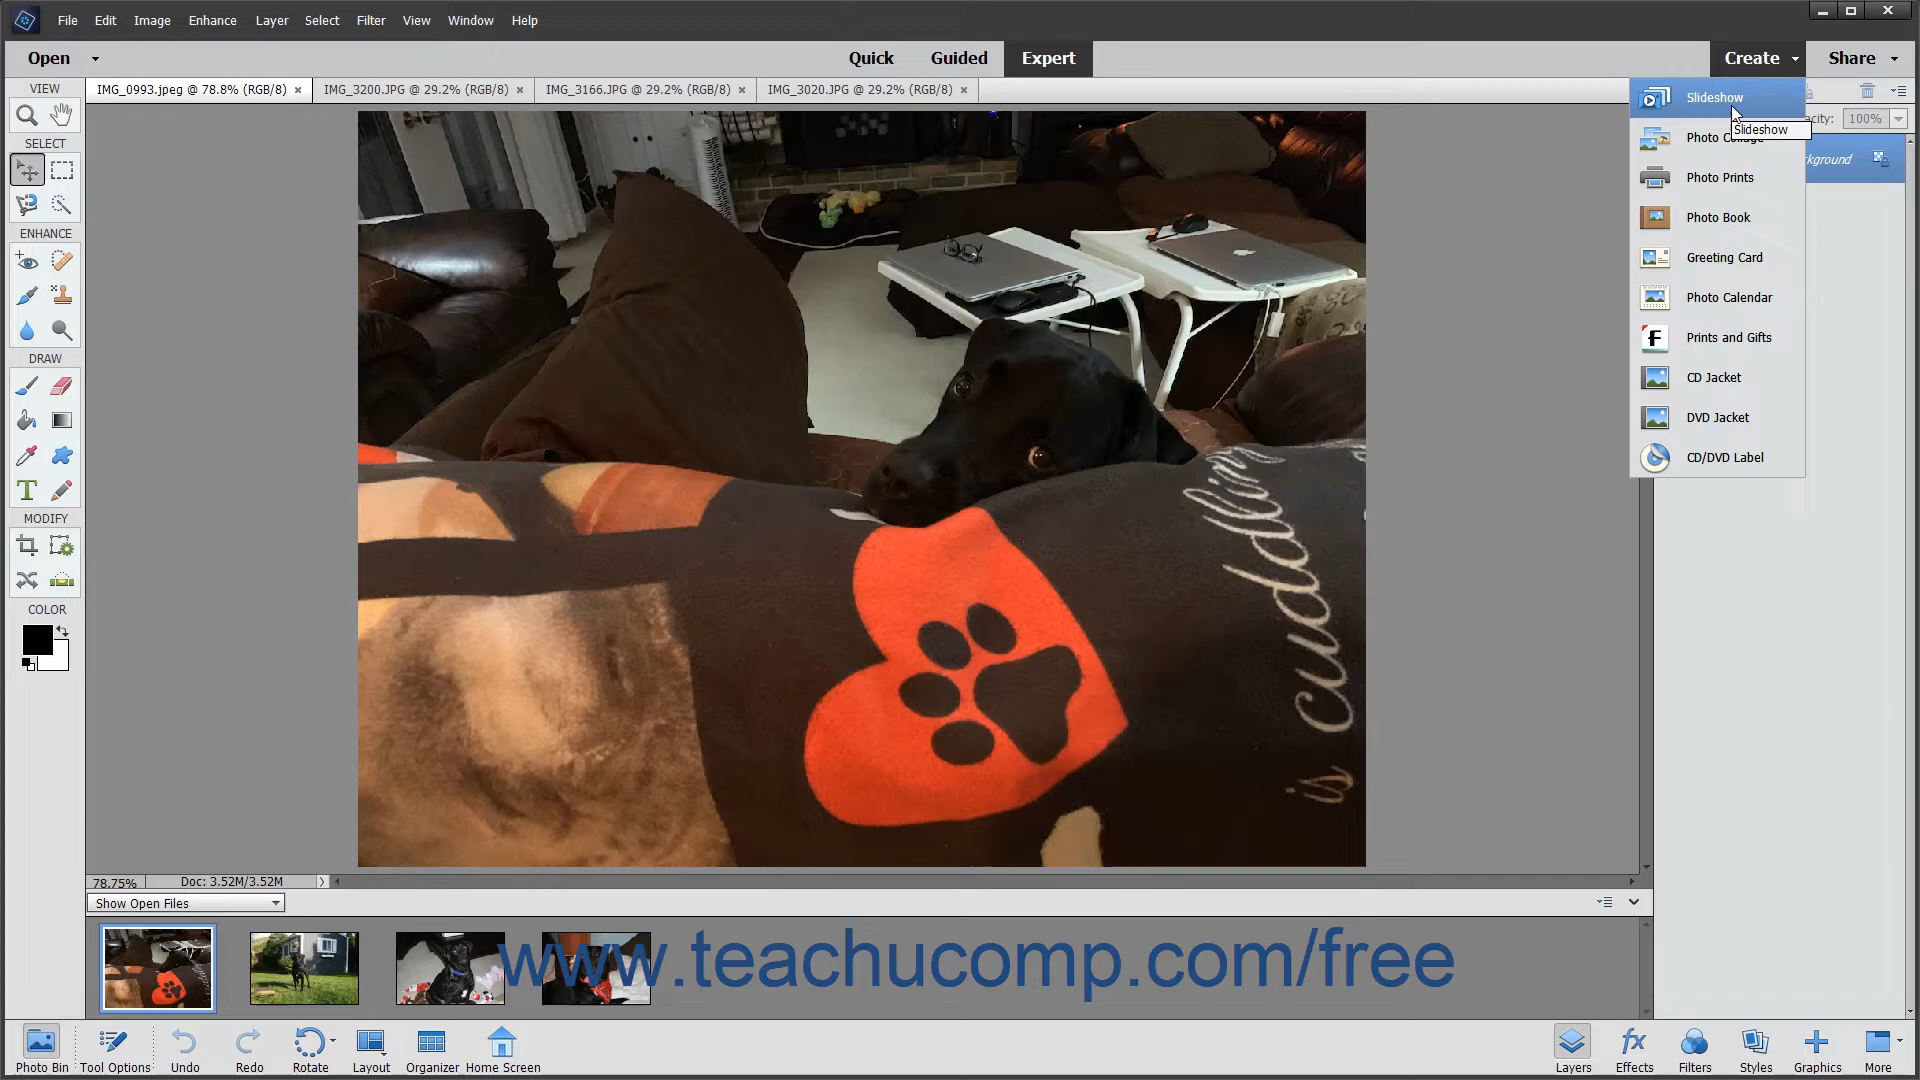 File Edit Image Enhance Layer Select Filter View Window Help
Open Quick Guided Expert Create Share
VIEW
IMG_0993.jpeg @ 78.8% (RGB/8) × IMG_3200.JPG @ 29.2% (RGB/8) × IMG_3166.JPG @ 29.2% (RGB/8) × IMG_3020.JPG @ 29.2% (RGB/8) ×
Slideshow
Slideshow
acity: 100%
Photo Collage
kground
Photo Prints
Photo Book
Greeting Card
Photo Calendar
Prints and Gifts
CD Jacket
DVD Jacket
CD/DVD Label
SELECT
ENHANCE
DRAW
MODIFY
COLOR
cuddling
is cuddlin
78.75% Doc: 3.52M/3.52M
Show Open Files
www.teachucomp.com/free
Photo Bin Tool Options Undo Redo Rotate Layout Organizer Home Screen Layers Effects Filters Styles Graphics More